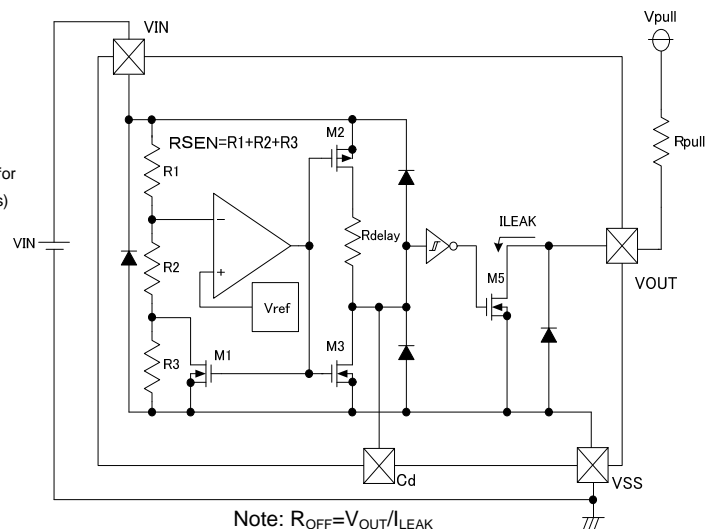 VIN
Vpull
RSEN=R1+R2+R3
M2
R1
Rpull
for
s)
Rdelay
ILEAK
VIN
R2
M5
VOUT
Vref
R3
M1
M3
Cd
VSS
Note: ROFF=VOUT/ILEAK